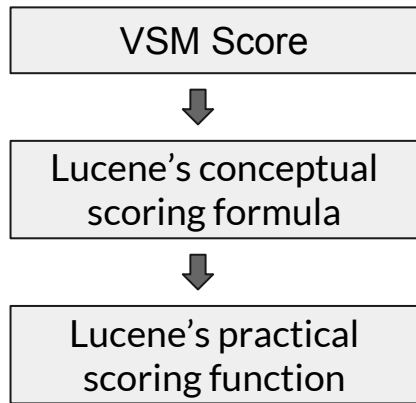 VSM Score
Lucene’s conceptual
scoring formula
Lucene’s practical
scoring function